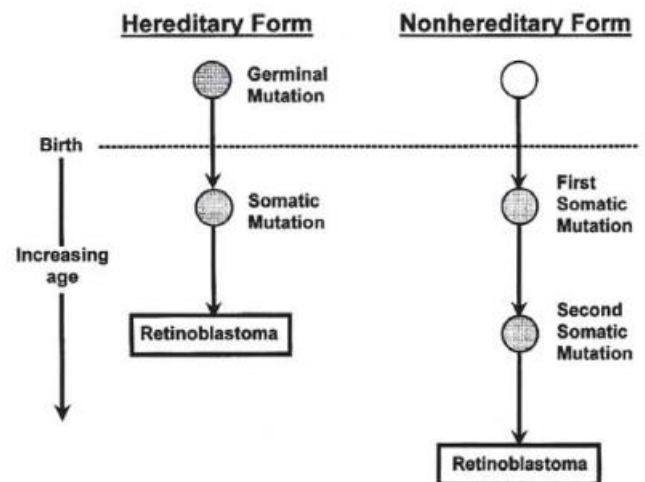 Hereditary Form
Nonhereditary Form
Germinal
Mutation
Birth
Somatic
Mutation
First
Somatic
Mutation
Increasing
age
Retinoblastoma
Second
Somatic
Mutation
Retinoblastoma